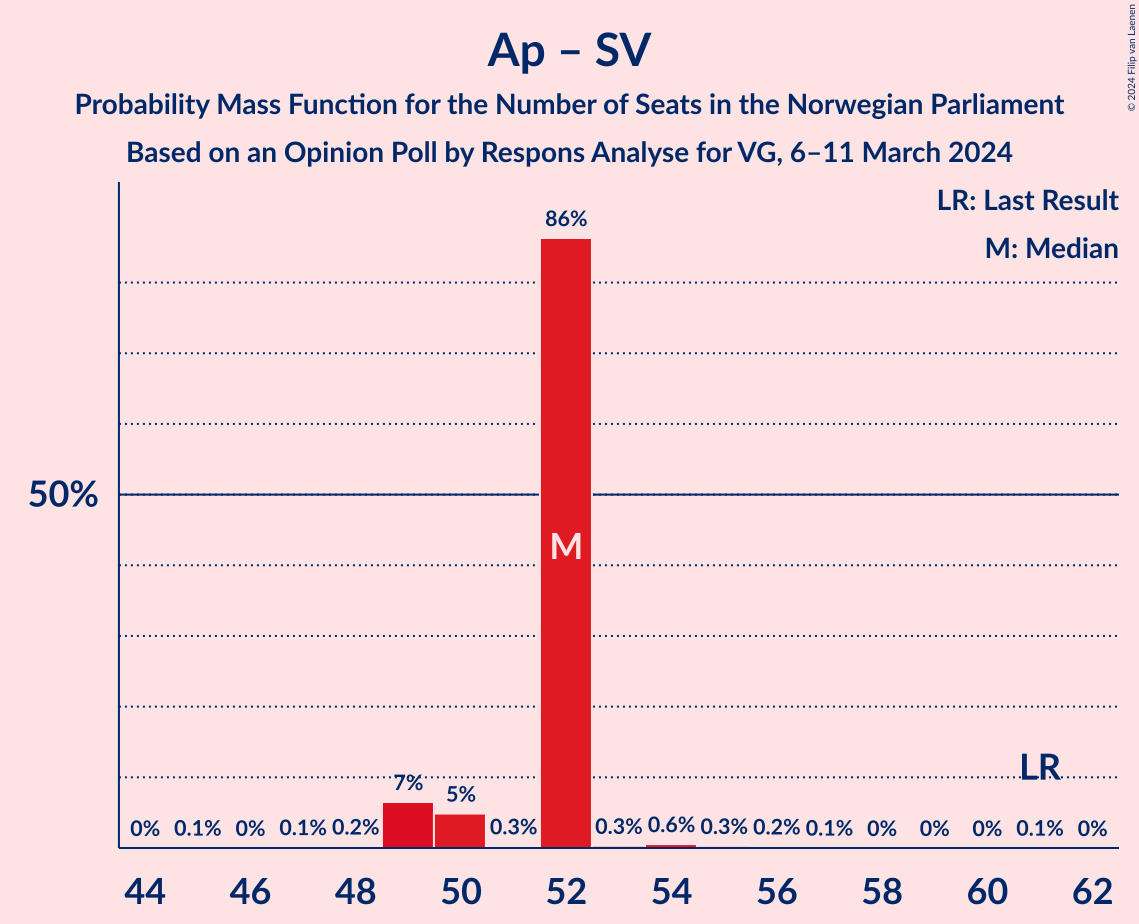 Ap – SV
Probability Mass Function for the Number of Seats in the Norwegian Parliament
Based on an Opinion Poll by Respons Analyse for VG, 6–11 March 2024
© 2024 Filip van Laenen
LR: Last Result
M: Median
86%
50%
M
LR
7%
5%
0%
0.1%
0%
0.1%
0.2%
0.3%
0.3%
0.6%
0.3%
0.2%
0.1%
0%
0%
0%
0.1%
0%
44 46 48 50 52 54 56 58 60 62